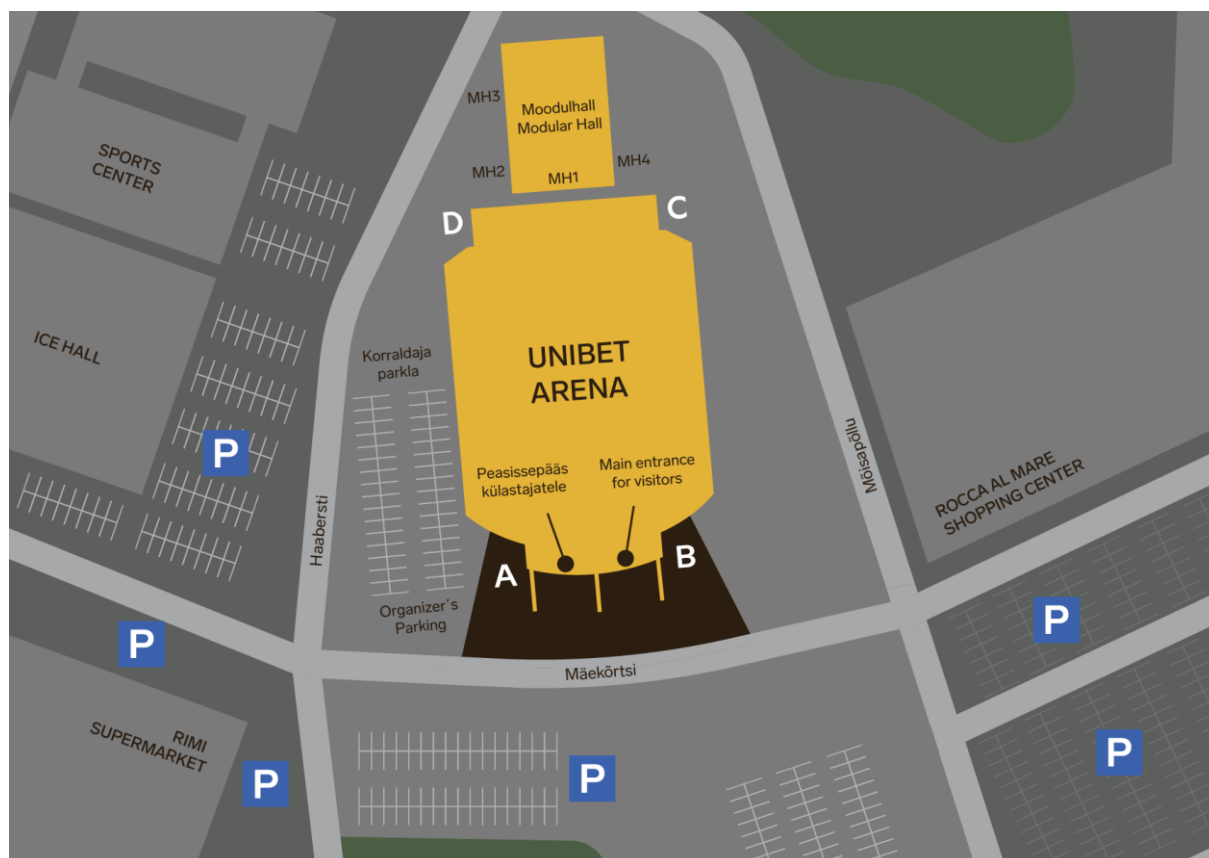 MH3
Moodulhall
Modular Hall
MH2
MH1
MH4
SPORTS
CENTER
D
C
ICE HALL
Korraldaja
parkla
UNIBET
ARENA
P
Peasissepääs
külastajatele
Main entrance
for visitors
Haabersti
Mõisapõllu
ROCCA AL MARE
SHOPPING CENTER
A
B
Organizer´s
Parking
P
P
Mäekõrtsi
RIMI
SUPERMARKET
P
P
P